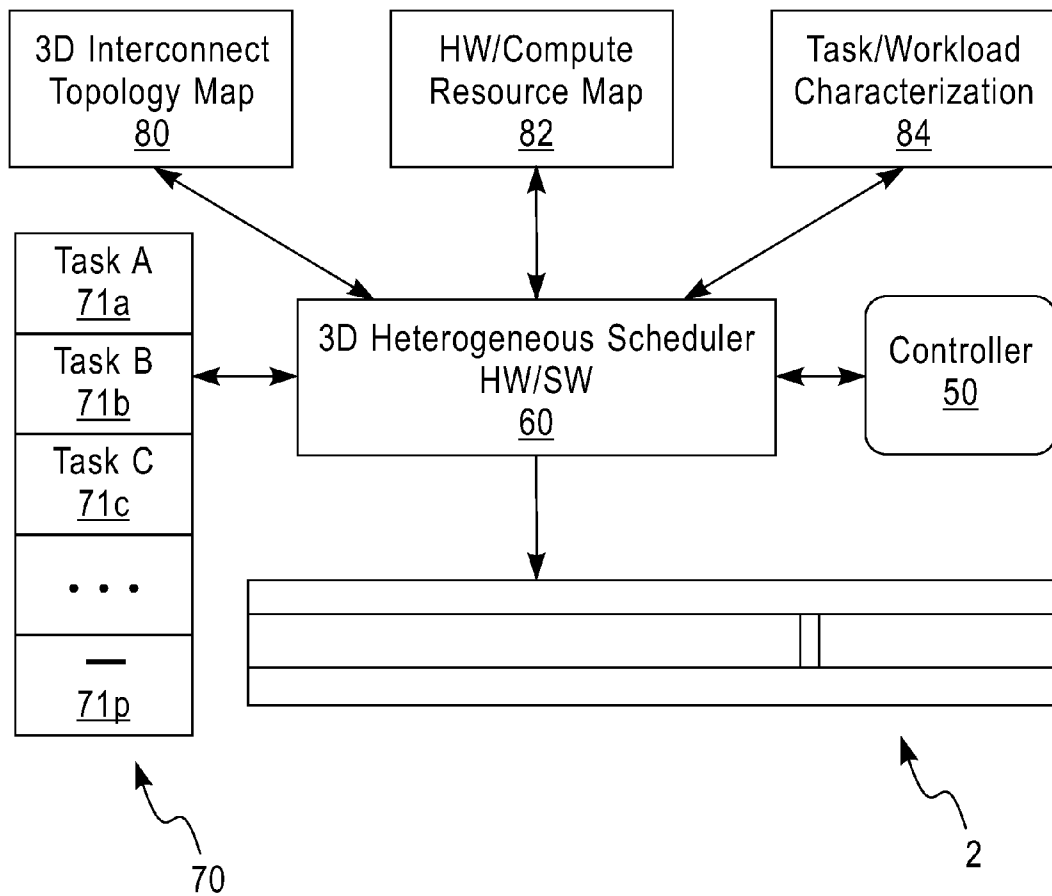 3D Interconnect
Topology Map
80
HW/Compute
Resource Map
82
Task/Workload
Characterization
84
Task A
71a
Task B
71b
Task C
71c
• • •
—
71p
3D Heterogeneous Scheduler
HW/SW
60
Controller
50
70
2